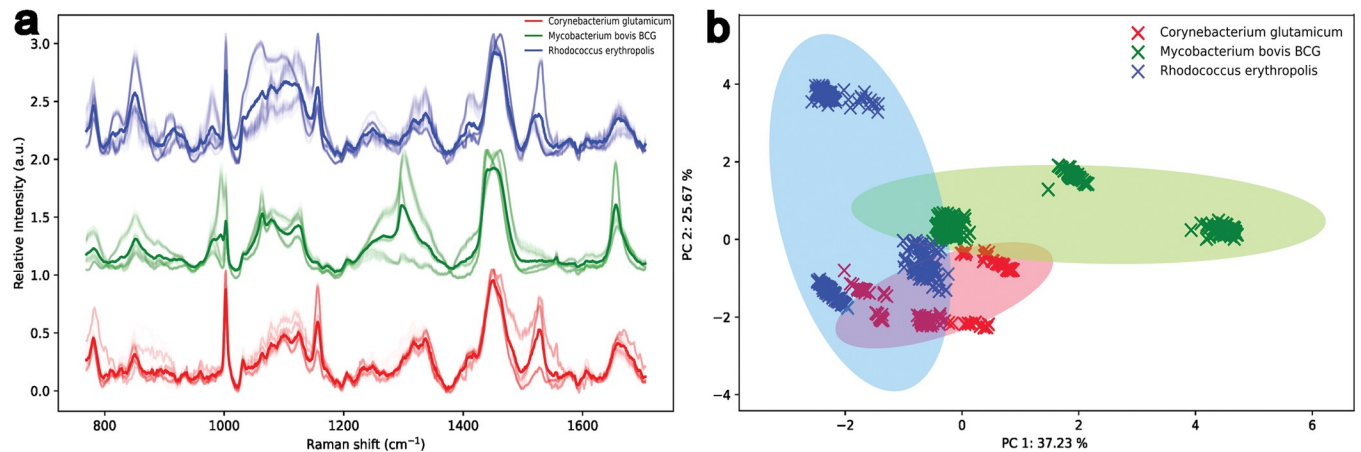 a
Corynebacterium glutamicum
Mycobacterium bovis BCG
Rhodococcus erythropolis
3.0
2.5
2.0
1.5
1.0
0.5
0.0
Relative Intensity (a.u.)
800 1000 1200 1400 1600
Raman shift (cm⁻¹)
b
Corynebacterium glutamicum
Mycobacterium bovis BCG
Rhodococcus erythropolis
4
2
0
−2
−4
PC 2: 25.67 %
−2 0 2 4 6
PC 1: 37.23 %